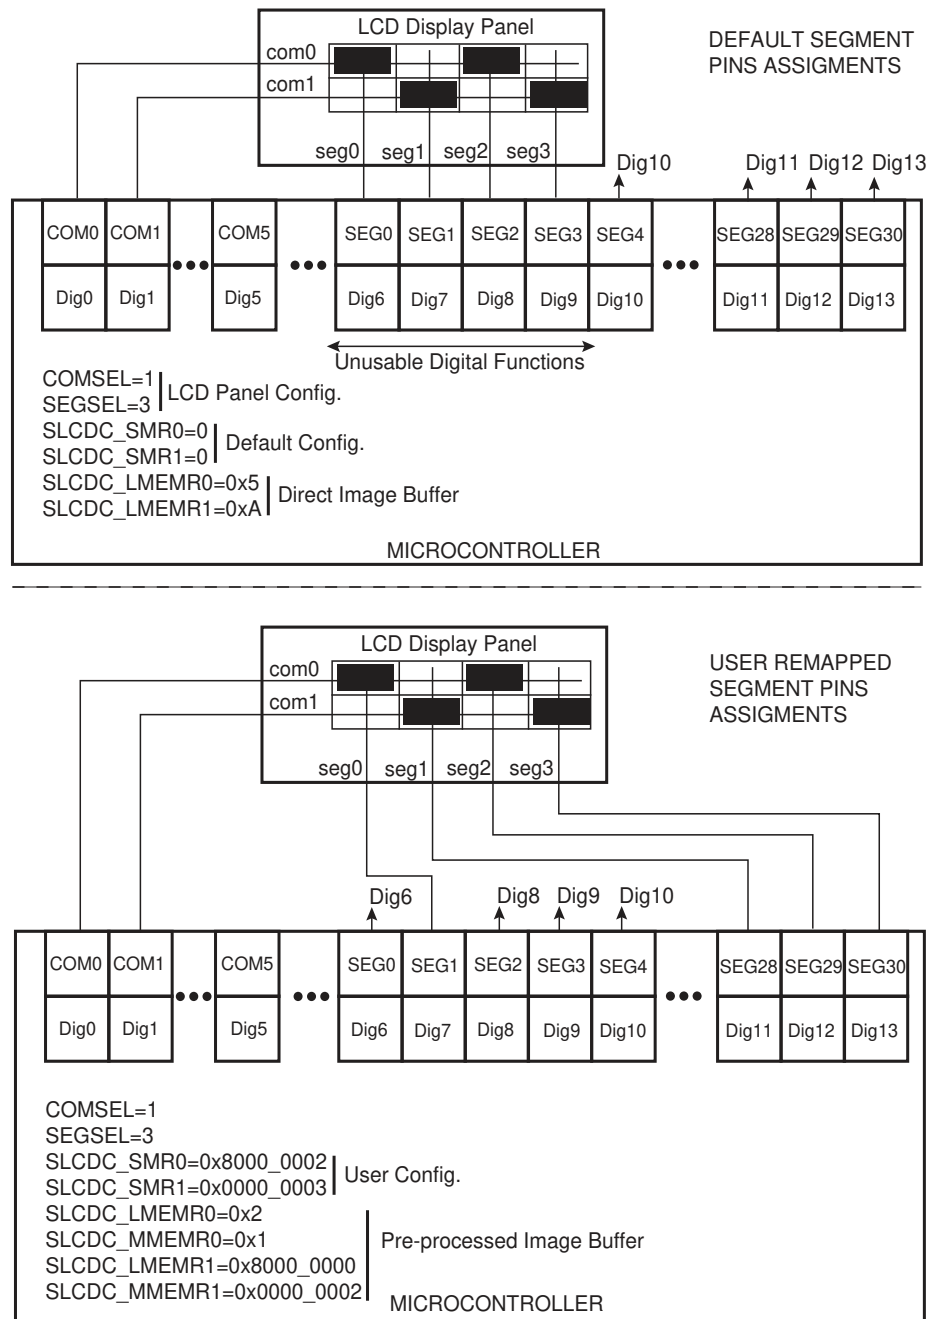 LCD Display Panel
DEFAULT SEGMENT
PINS ASSIGMENTS
com0
com1
seg0 seg1 seg2 seg3
Dig10 Dig11 Dig12 Dig13
COM0 COM1 COM5 SEG0 SEG1 SEG2 SEG3 SEG4 SEG28 SEG29 SEG30
Dig0 Dig1 Dig5 Dig6 Dig7 Dig8 Dig9 Dig10 Dig11 Dig12 Dig13
Unusable Digital Functions
COMSEL=1
SEGSEL=3
LCD Panel Config.
SLCDC_SMR0=0
SLCDC_SMR1=0
Default Config.
SLCDC_LMEMR0=0x5
SLCDC_LMEMR1=0xA
Direct Image Buffer
MICROCONTROLLER
LCD Display Panel
USER REMAPPED
SEGMENT PINS
ASSIGMENTS
com0
com1
seg0 seg1 seg2 seg3
Dig6 Dig8 Dig9 Dig10
COM0 COM1 COM5 SEG0 SEG1 SEG2 SEG3 SEG4 SEG28 SEG29 SEG30
Dig0 Dig1 Dig5 Dig6 Dig7 Dig8 Dig9 Dig10 Dig11 Dig12 Dig13
COMSEL=1
SEGSEL=3
SLCDC_SMR0=0x8000_0002
SLCDC_SMR1=0x0000_0003
User Config.
SLCDC_LMEMR0=0x2
SLCDC_MMEMR0=0x1
SLCDC_LMEMR1=0x8000_0000
SLCDC_MMEMR1=0x0000_0002
Pre-processed Image Buffer
MICROCONTROLLER